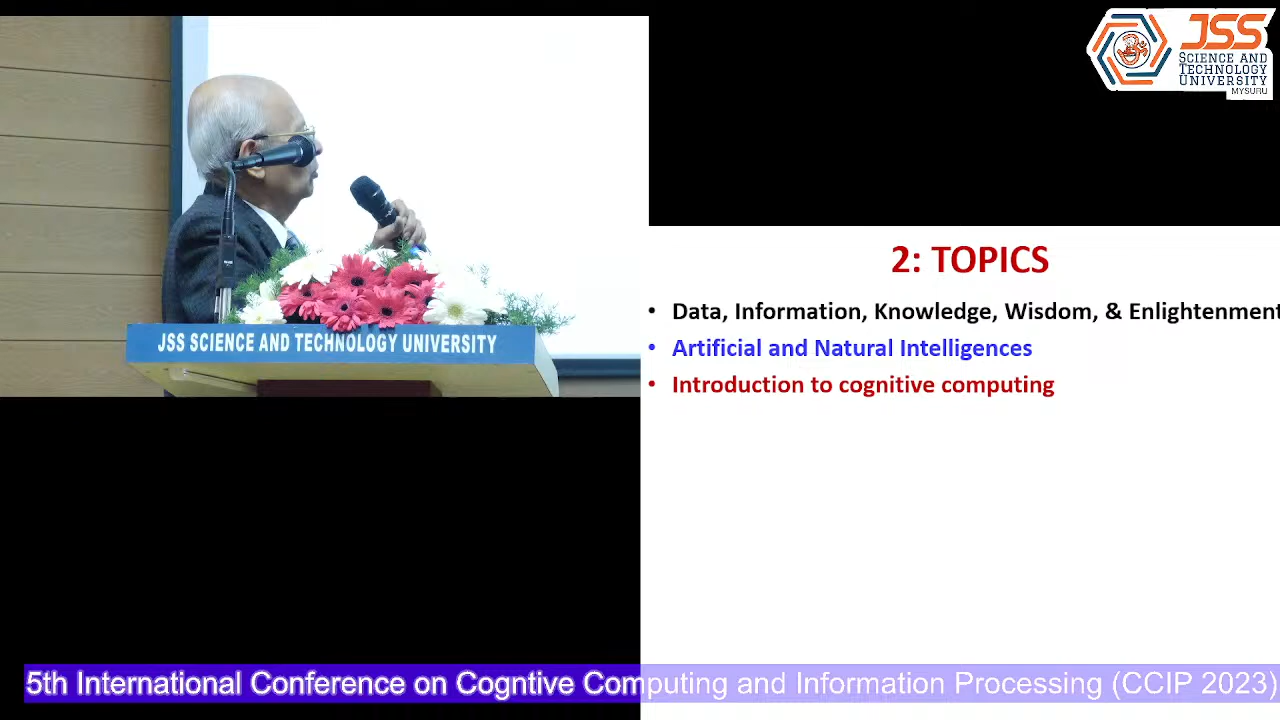 JSS
SCIENCE AND
TECHNOLOGY
UNIVERSITY
MYSURU
2: TOPICS
• Data, Information, Knowledge, Wisdom, & Enlightenment
• Artificial and Natural Intelligences
• Introduction to cognitive computing
JSS SCIENCE AND TECHNOLOGY UNIVERSITY
5th International Conference on Cogntive Computing and Information Processing (CCIP 2023)